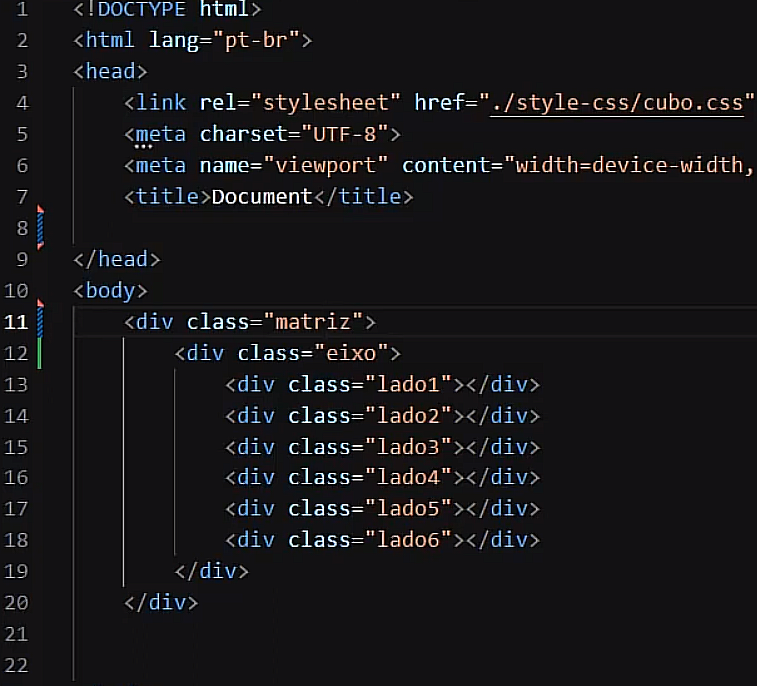 1 <!DOCTYPE html>
2 <html lang="pt-br">
3 <head>
4 <link rel="stylesheet" href="./style-css/cubo.css"
5 <meta charset="UTF-8">
6 <meta name="viewport" content="width=device-width,
7 <title>Document</title>
8
9 </head>
10 <body>
11 <div class="matriz">
12 <div class="eixo">
13 <div class="lado1"></div>
14 <div class="lado2"></div>
15 <div class="lado3"></div>
16 <div class="lado4"></div>
17 <div class="lado5"></div>
18 <div class="lado6"></div>
19 </div>
20 </div>
21
22